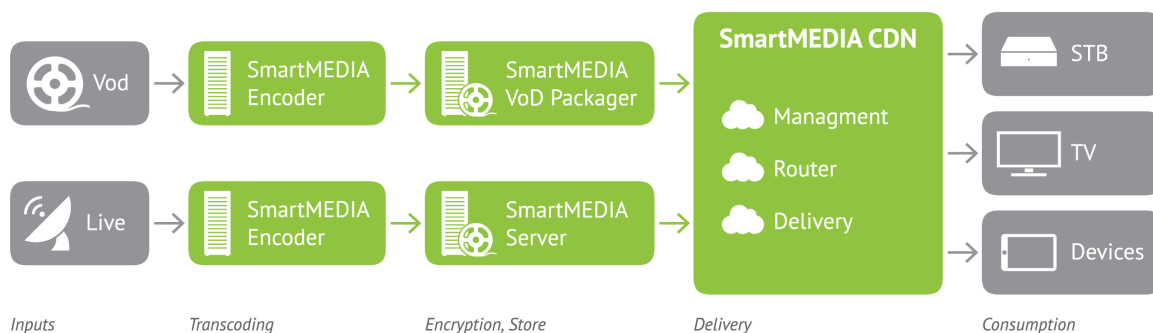 Vod
SmartMEDIA
Encoder
SmartMEDIA
VoD Packager
SmartMEDIA CDN
Managment
Router
Delivery
STB
TV
Devices
Live
SmartMEDIA
Encoder
SmartMEDIA
Server
Inputs
Transcoding
Encryption, Store
Delivery
Consumption